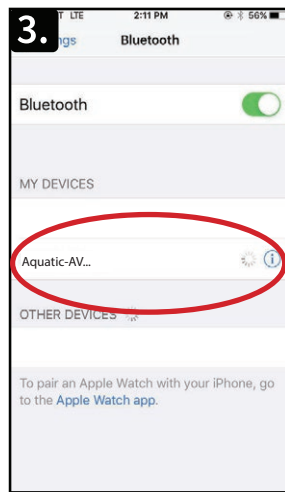 3.
T LTE 2:11 PM 56%
ngs Bluetooth
Bluetooth
MY DEVICES
Aquatic-AV...
OTHER DEVICES
To pair an Apple Watch with your iPhone, go
to the Apple Watch app.